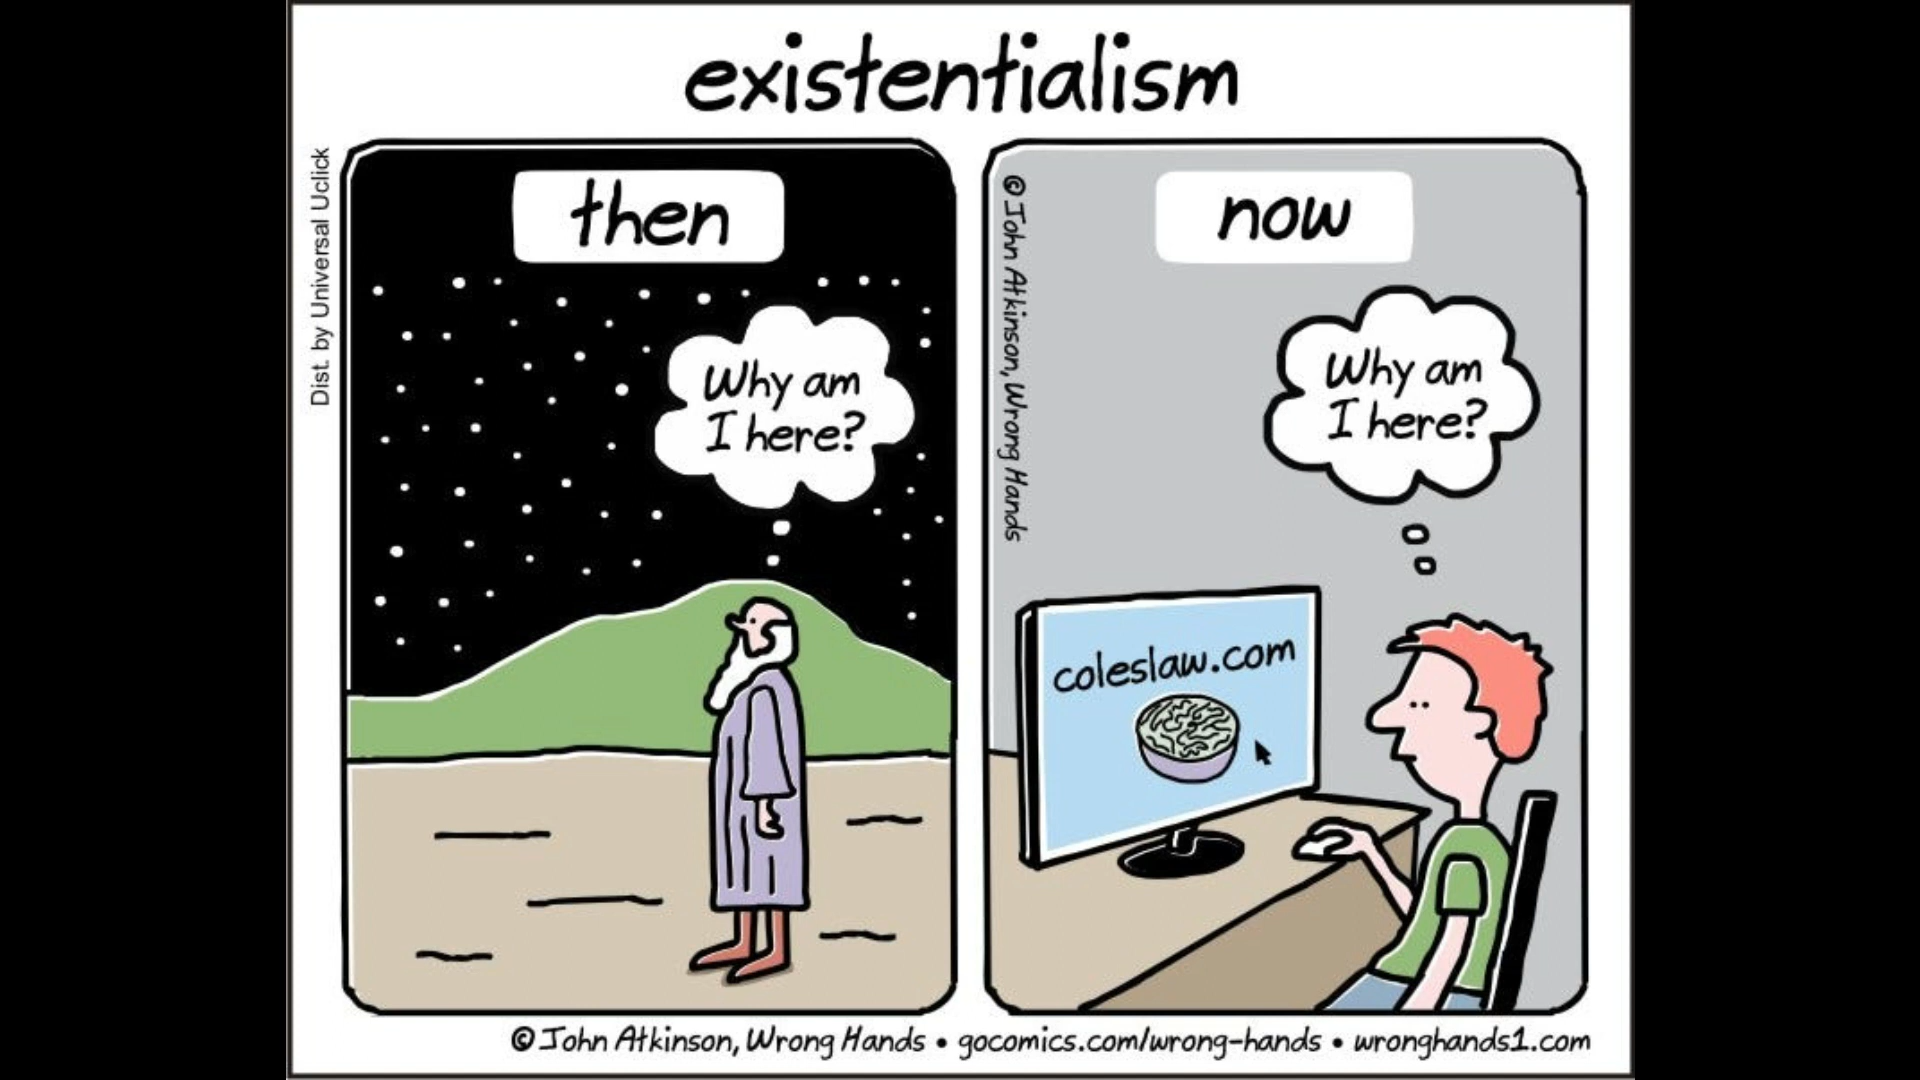 existentialism
Dist. by Universal Uclick
then
Why am
I here?
now
© John Atkinson, Wrong Hands
Why am
I here?
coleslaw.com
© John Atkinson, Wrong Hands • gocomics.com/wrong-hands • wronghands1.com